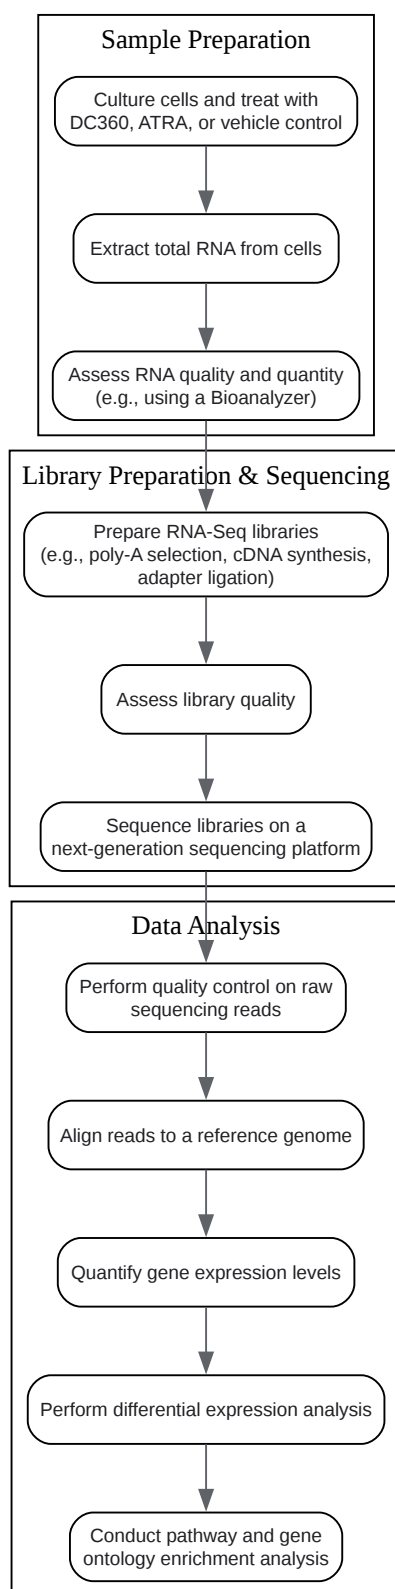 Sample Preparation
Culture cells and treat with
DC360, ATRA, or vehicle control
Extract total RNA from cells
Assess RNA quality and quantity
(e.g., using a Bioanalyzer)
Library Preparation & Sequencing
Prepare RNA-Seq libraries
(e.g., poly-A selection, cDNA synthesis,
adapter ligation)
Assess library quality
Sequence libraries on a
next-generation sequencing platform
Data Analysis
Perform quality control on raw
sequencing reads
Align reads to a reference genome
Quantify gene expression levels
Perform differential expression analysis
Conduct pathway and gene
ontology enrichment analysis